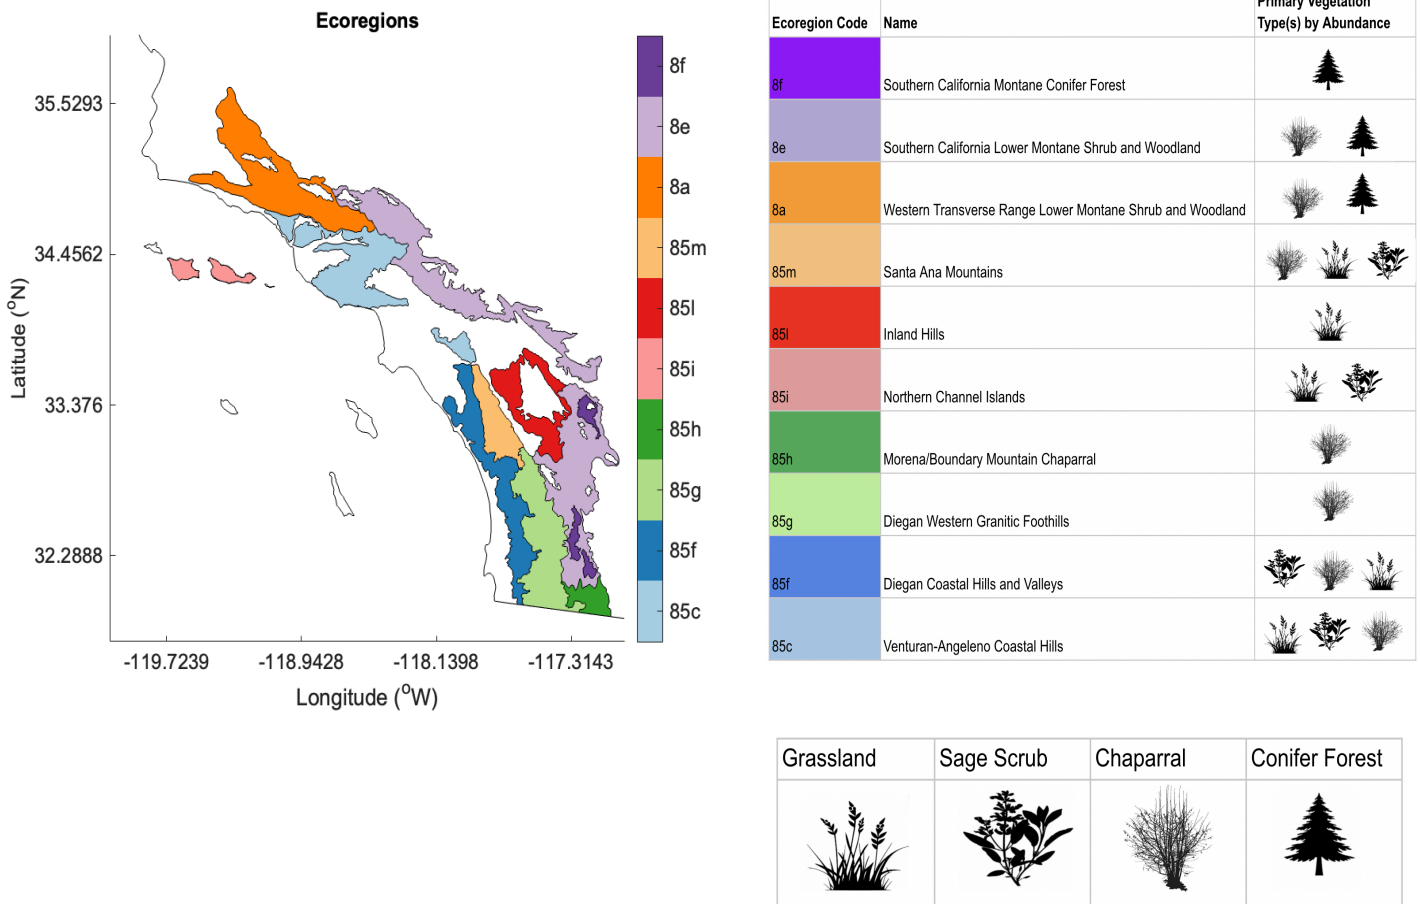 Ecoregions
35.5293
34.4562
33.376
32.2888
Latitude (°N)
-119.7239
-118.9428
-118.1398
-117.3143
Longitude (°W)
8f
8e
8a
85m
85l
85i
85h
85g
85f
85c
Primary Vegetation
Ecoregion Code Name Type(s) by Abundance
8f Southern California Montane Conifer Forest
8e Southern California Lower Montane Shrub and Woodland
8a Western Transverse Range Lower Montane Shrub and Woodland
85m Santa Ana Mountains
85l Inland Hills
85i Northern Channel Islands
85h Morena/Boundary Mountain Chaparral
85g Diegan Western Granitic Foothills
85f Diegan Coastal Hills and Valleys
85c Venturan-Angeleno Coastal Hills
Grassland Sage Scrub Chaparral Conifer Forest